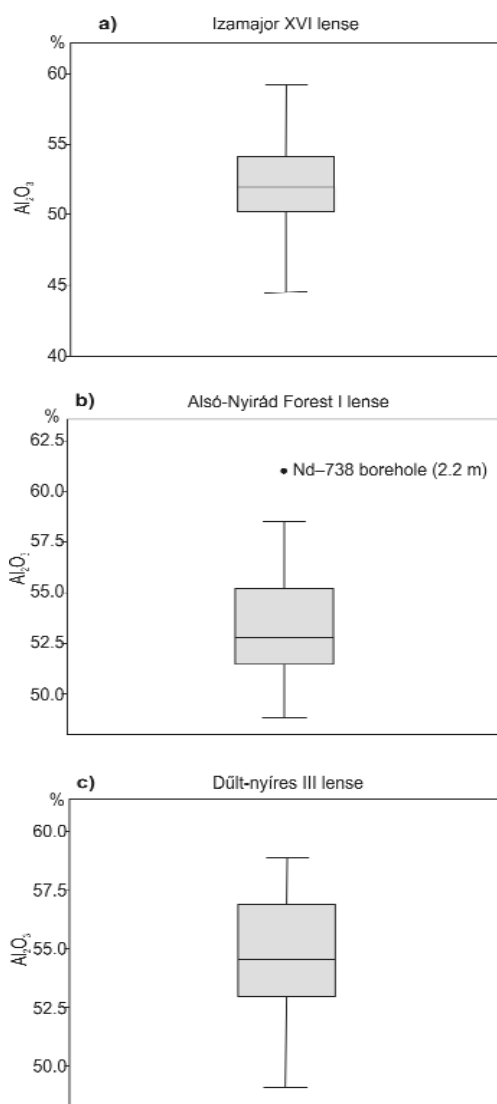 a) Izamajor XVI lense
%
60
55
50
45
40
Al₂O₃
b) Alsó-Nyirád Forest I lense
%
62.5
60.0
57.5
55.0
52.5
50.0
Al₂O₃
Nd–738 borehole (2.2 m)
c) Dűlt-nyíres III lense
%
60.0
57.5
55.0
52.5
50.0
Al₂O₃